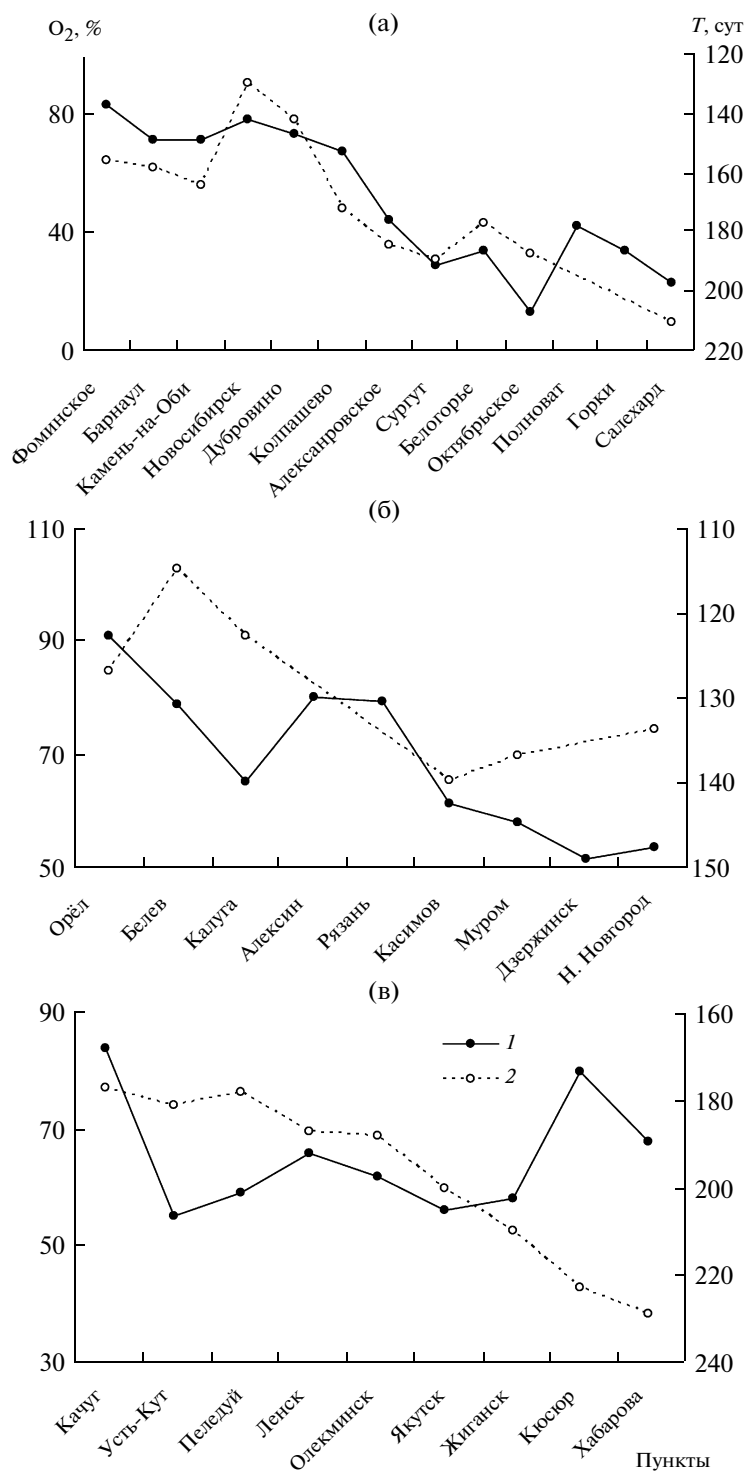 (а)
O₂, %
T, сут
120
80
140
160
40
180
200
0
220
Фоминское
Барнаул
Камень-на-Оби
Новосибирск
Дубровино
Колпашево
Алексанровское
Сургут
Белогорье
Октябрьское
Полноват
Горки
Салехард
(б)
110
110
120
90
130
70
140
50
150
Орёл
Белев
Калуга
Алексин
Рязань
Касимов
Муром
Дзержинск
Н. Новгород
(в)
90
160
1
2
180
70
200
50
220
30
240
Качуг
Усть-Кут
Пеледуй
Ленск
Олекминск
Якутск
Жиганск
Кюсюр
Хабарова
Пункты